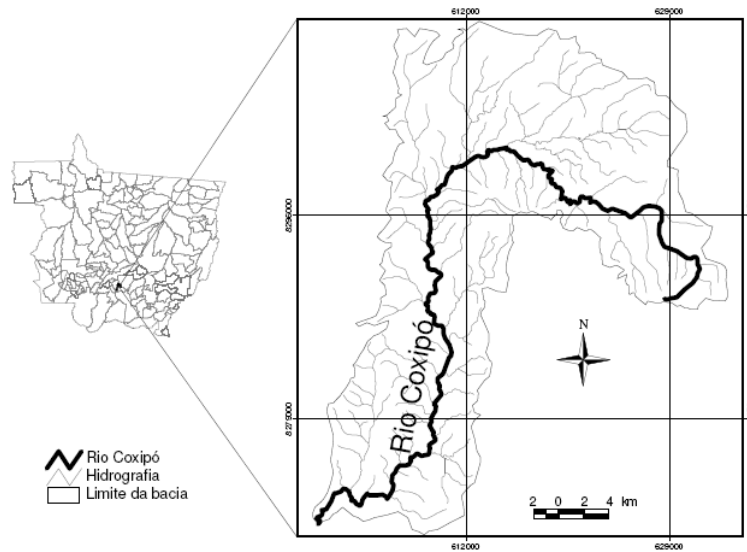 612000
629000
8296000
N
Rio Coxipó
8279000
Rio Coxipó
Hidrografia
Limite da bacia
2 0 2 4 km
612000
629000